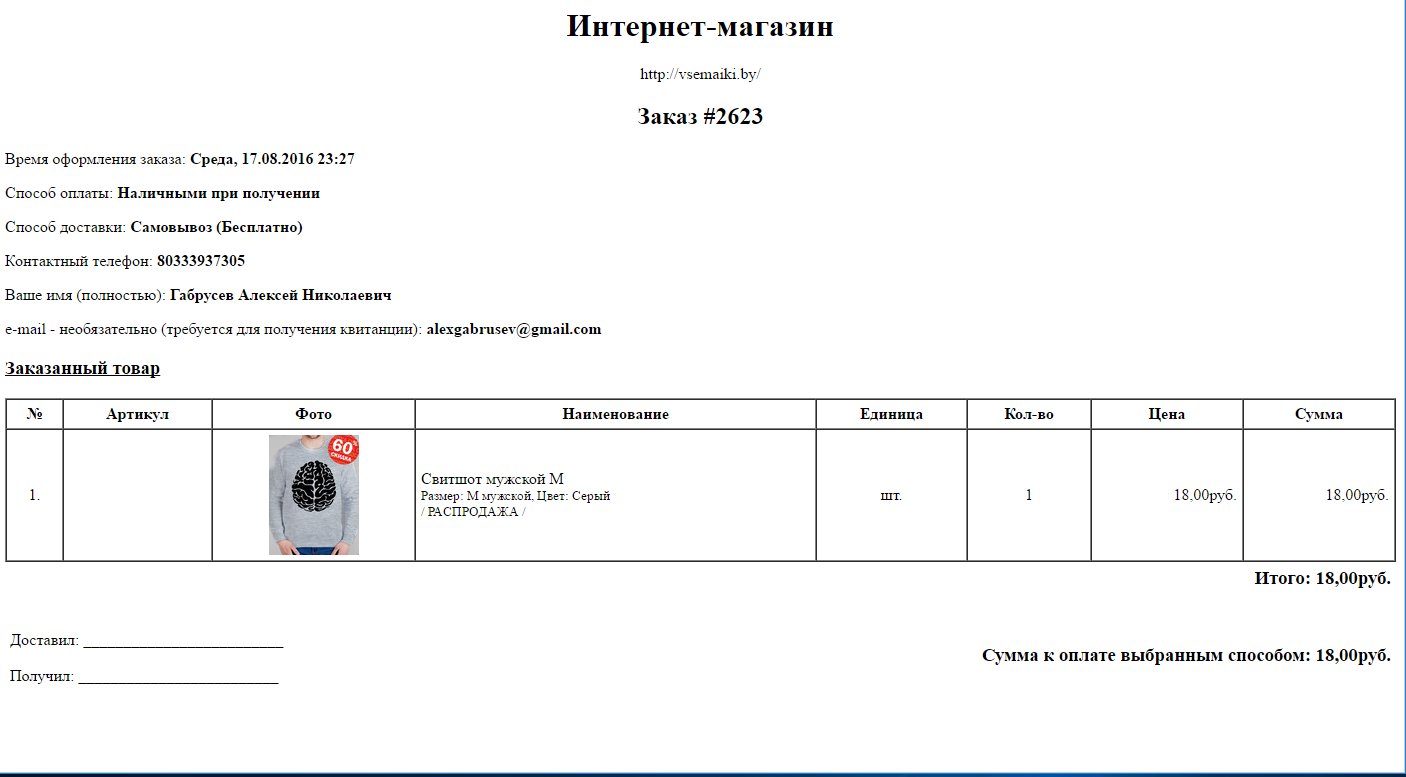 Интернет-магазин
http://vsemaiki.by/
Заказ #2623
Время оформления заказа: Среда, 17.08.2016 23:27
Способ оплаты: Наличными при получении
Способ доставки: Самовывоз (Бесплатно)
Контактный телефон: 80333937305
Ваше имя (полностью): Габрусев Алексей Николаевич
e-mail - необязательно (требуется для получения квитанции): alexgabrusev@gmail.com
Заказанный товар
№ Артикул Фото Наименование Единица Кол-во Цена Сумма
60%
СКИДКА
Свитшот мужской M
1. Размер: M мужской, Цвет: Серый шт. 1 18,00руб. 18,00руб.
/ РАСПРОДАЖА /
Итого: 18,00руб.
Доставил: _________________________
Сумма к оплате выбранным способом: 18,00руб.
Получил: _________________________